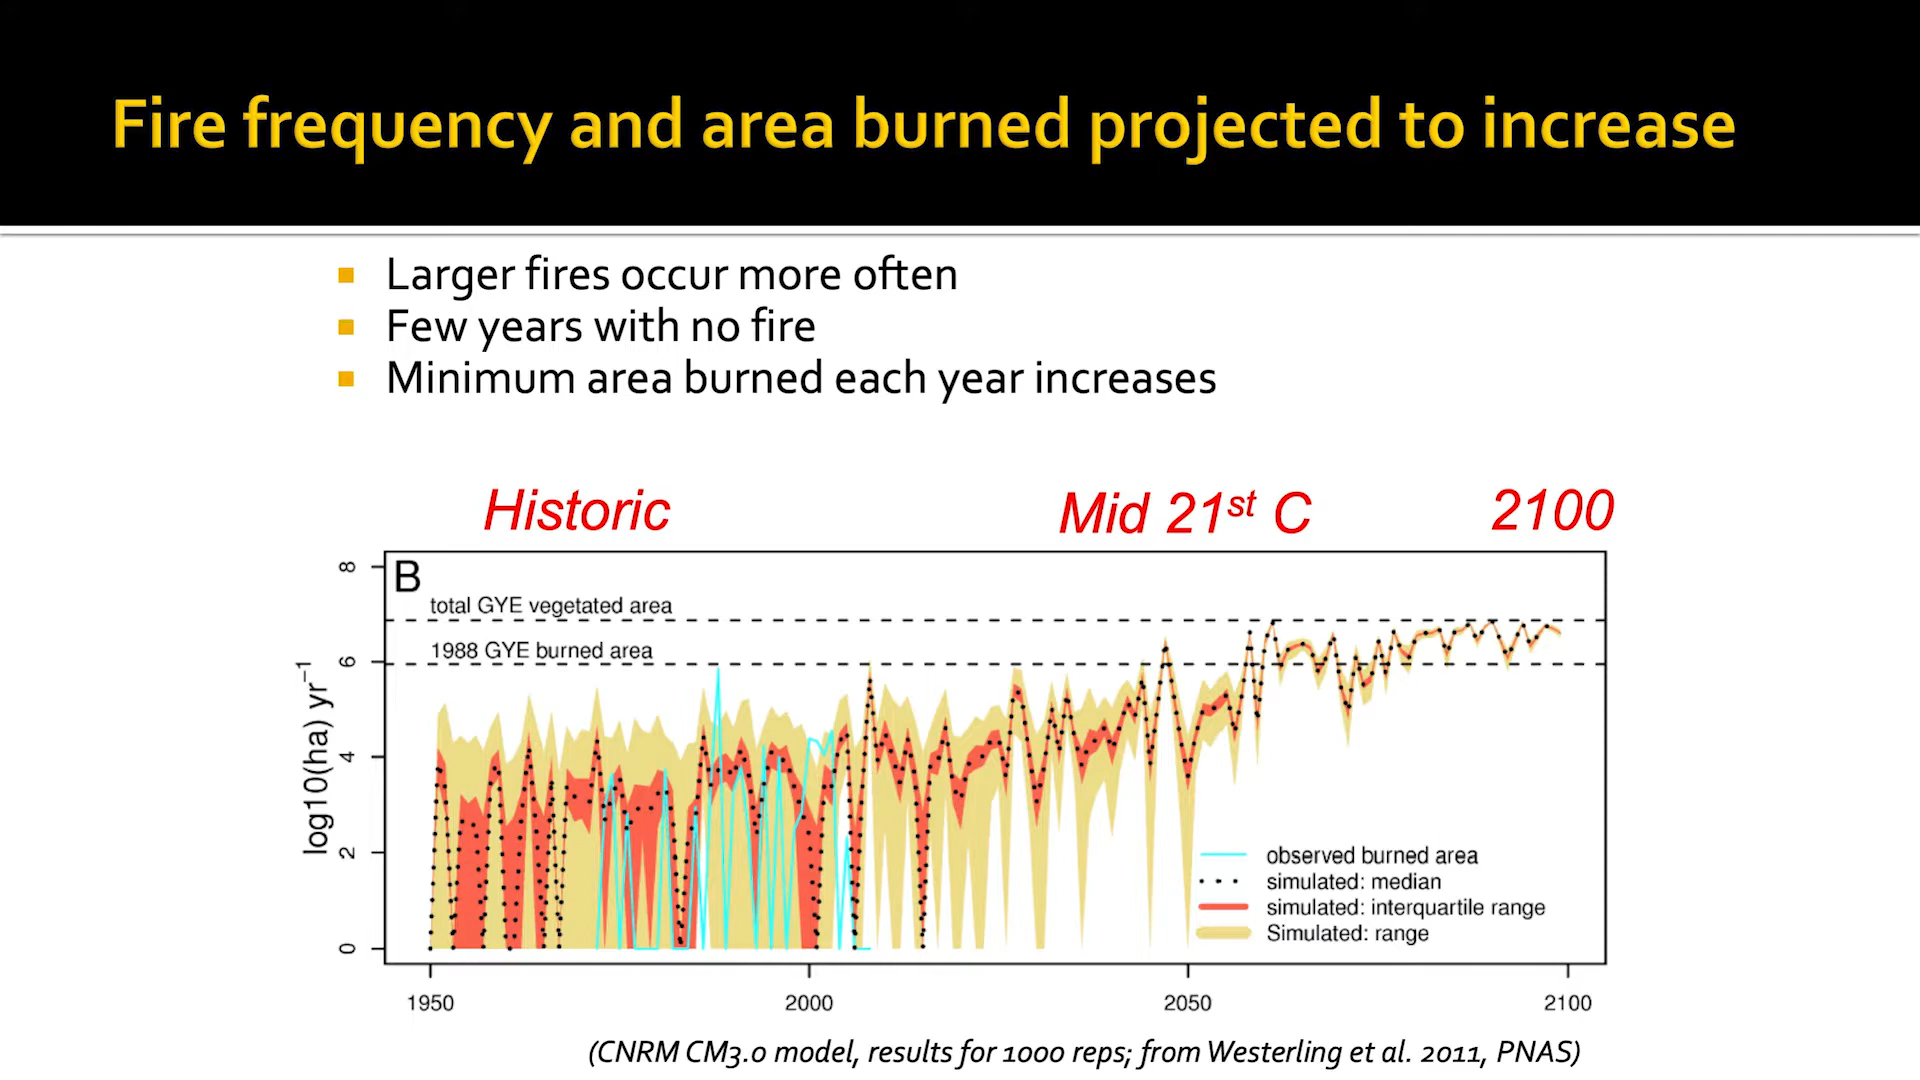 Fire frequency and area burned projected to increase
Larger fires occur more often
Few years with no fire
Minimum area burned each year increases
Historic
Mid 21st C
2100
B
total GYE vegetated area
1988 GYE burned area
log10(ha) yr−1
8
6
4
2
0
observed burned area
simulated: median
simulated: interquartile range
Simulated: range
1950
2000
2050
2100
(CNRM CM3.0 model, results for 1000 reps; from Westerling et al. 2011, PNAS)